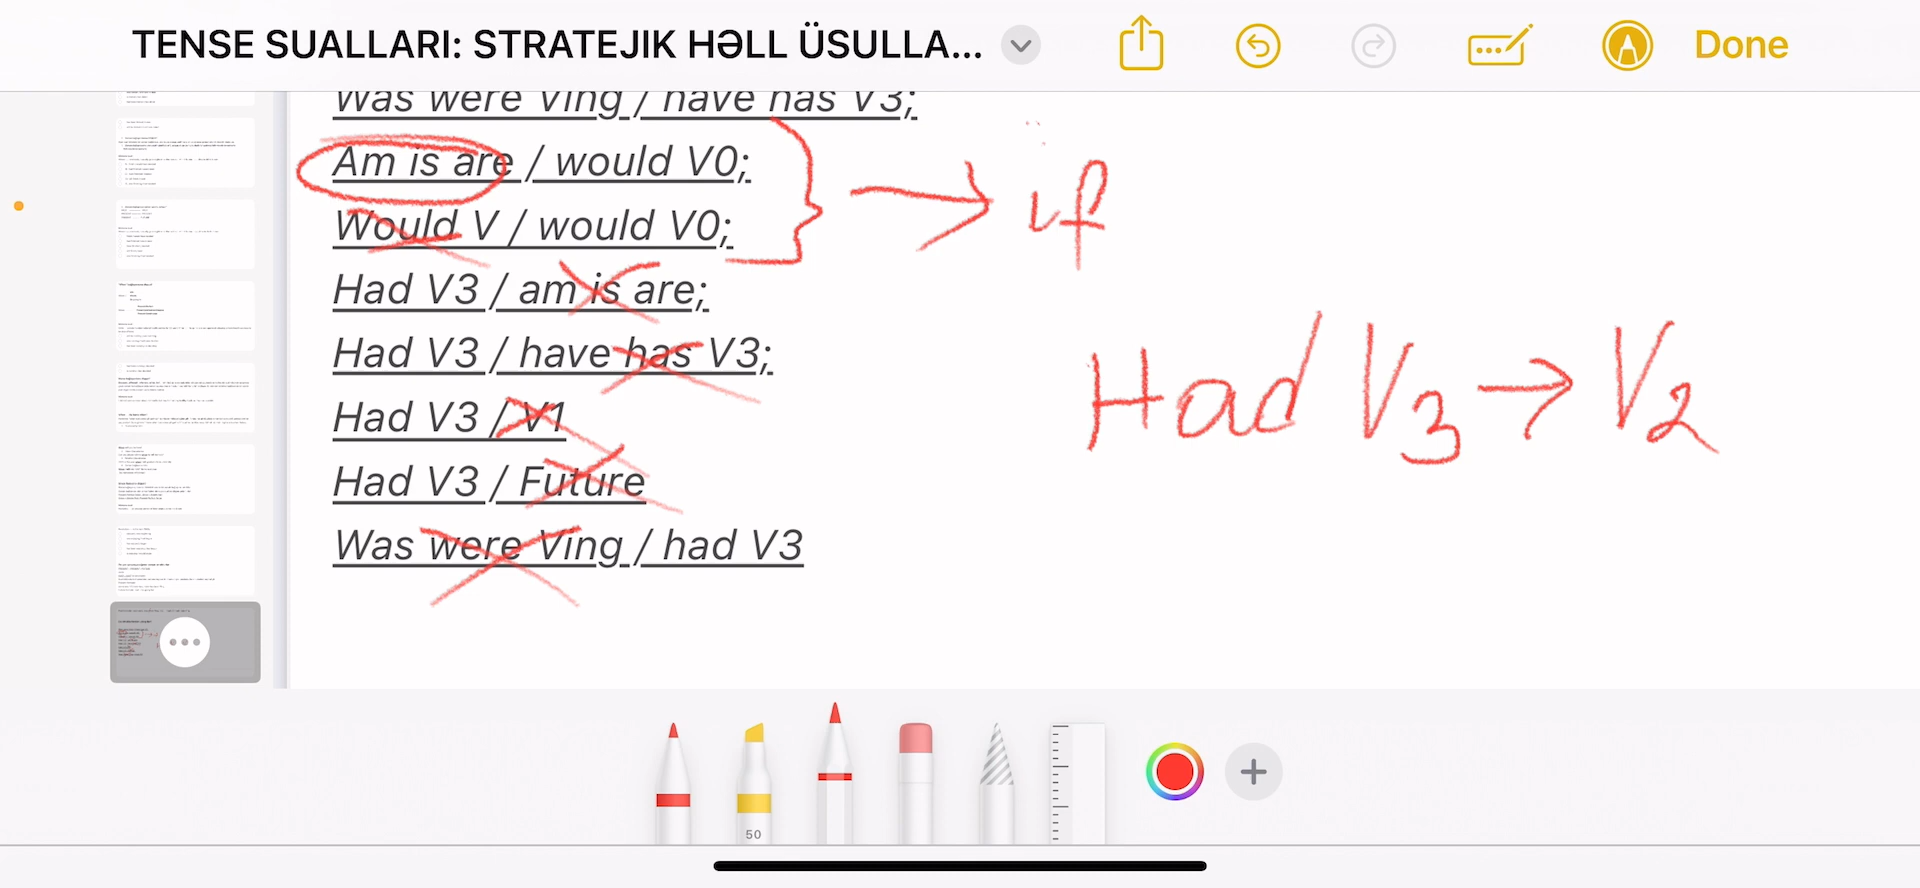 TENSE SUALLARI: STRATEJIK HƏLL ÜSULLA...
Done
Was were Ving / have has V3;
Am is are / would V0;
Would V / would V0;
if
Had V3 / am is are;
Had V3 / have has V3;
Had V3 → V2
Had V3 / V1
Had V3 / Future
Was were Ving / had V3
50